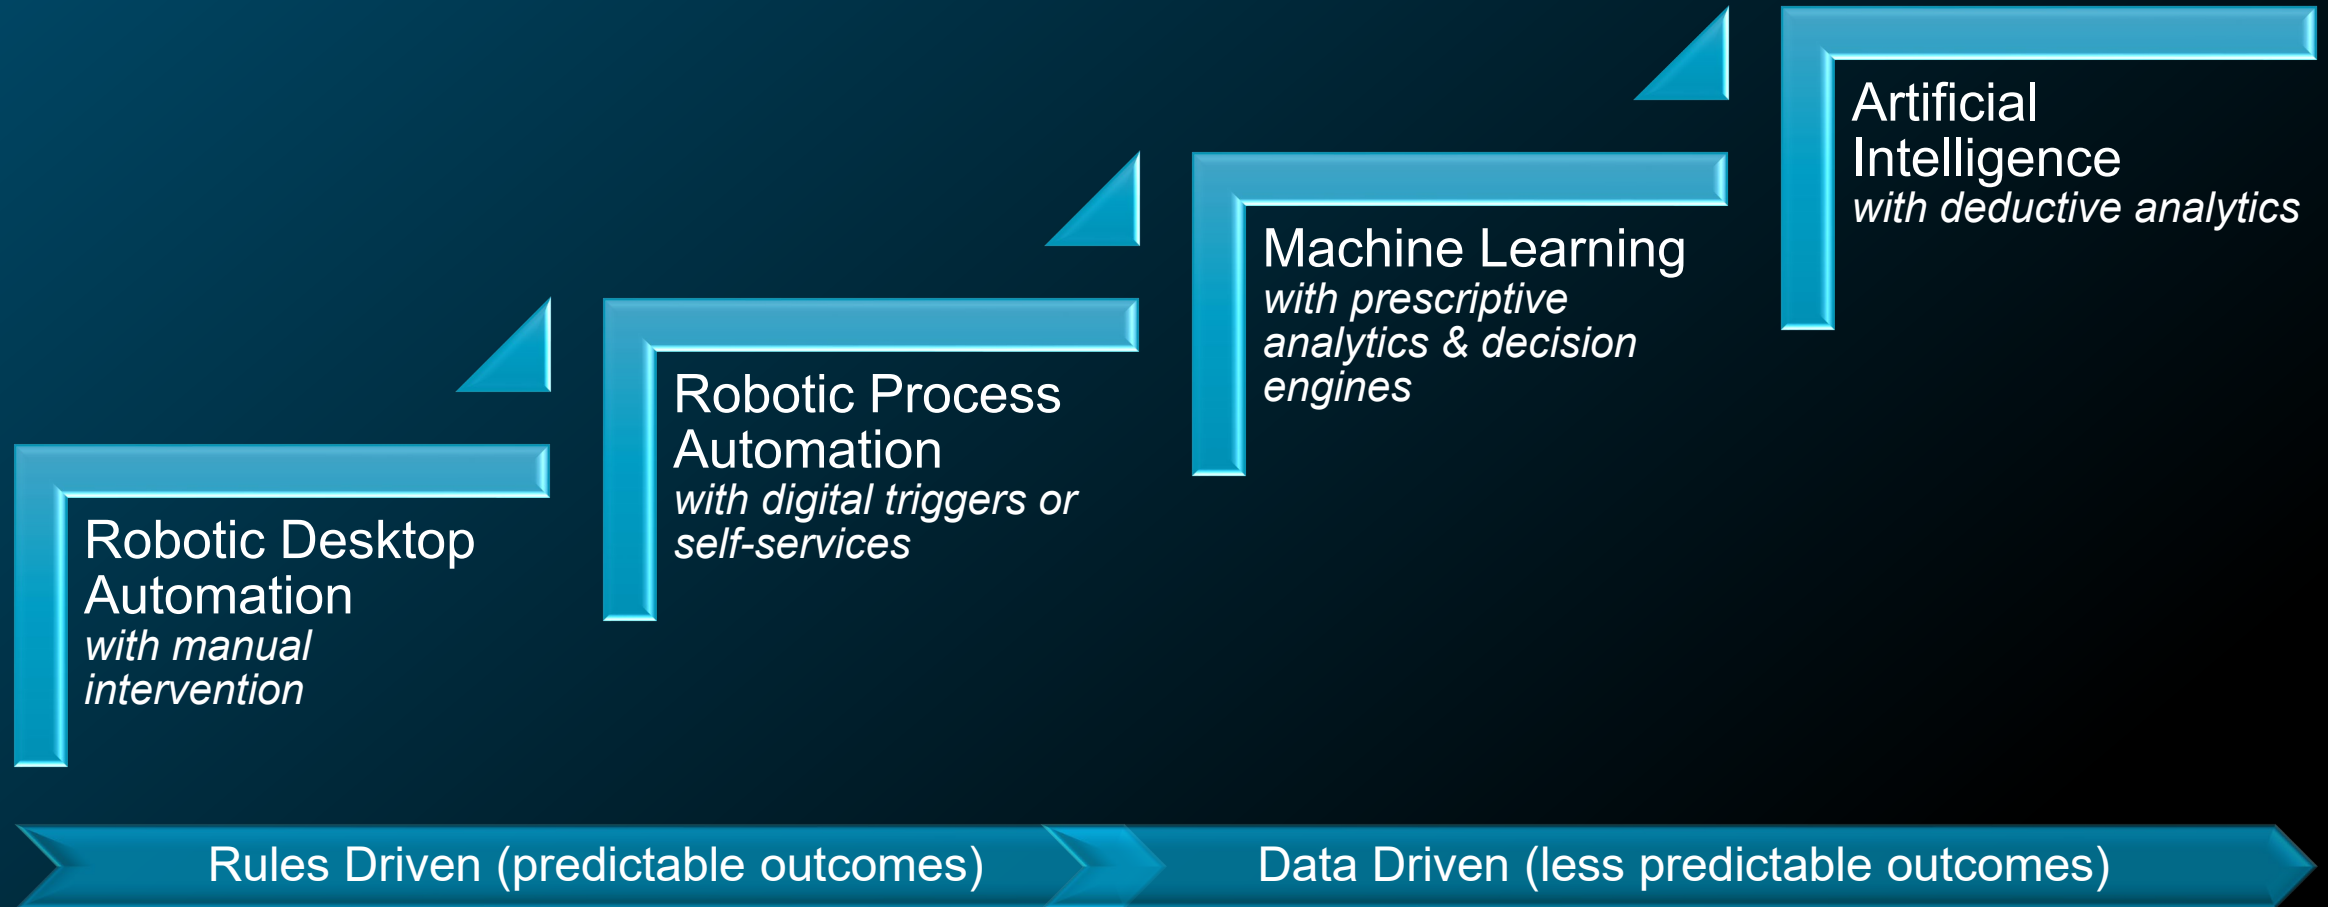 Robotic Desktop
Automation
with manual
intervention
Robotic Process
Automation
with digital triggers or
self-services
Machine Learning
with prescriptive
analytics & decision
engines
Artificial
Intelligence
with deductive analytics
Rules Driven (predictable outcomes)
Data Driven (less predictable outcomes)